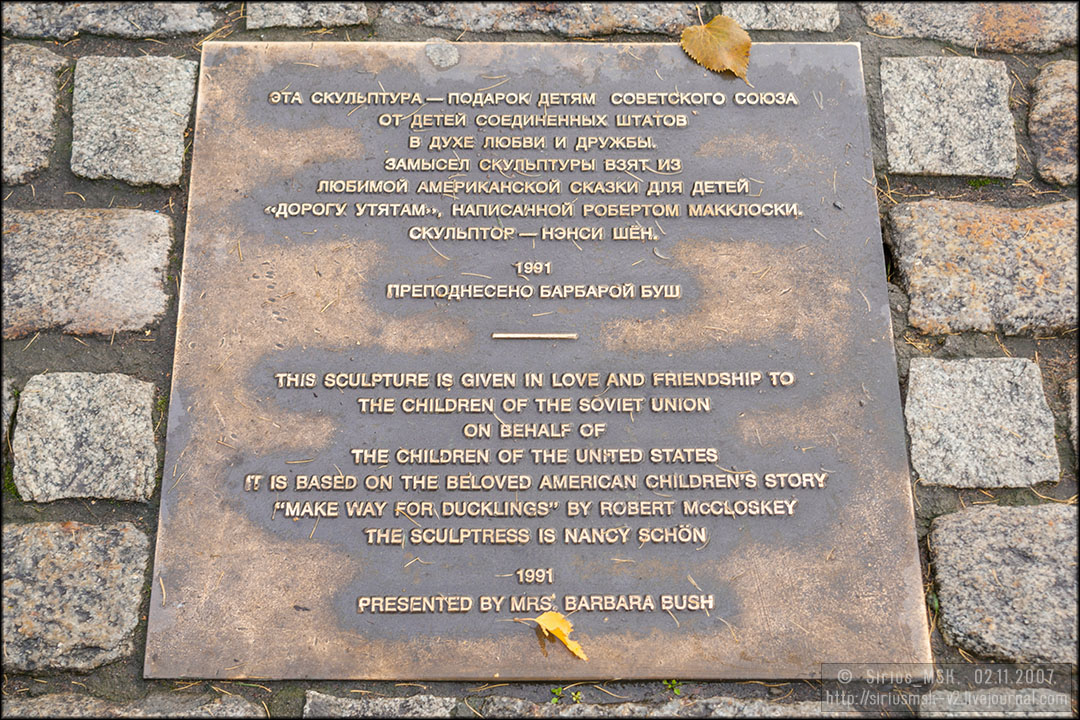 ЭТА СКУЛЬПТУРА — ПОДАРОК ДЕТЯМ СОВЕТСКОГО СОЮЗА
ОТ ДЕТЕЙ СОЕДИНЕННЫХ ШТАТОВ
В ДУХЕ ЛЮБВИ И ДРУЖБЫ.
ЗАМЫСЕЛ СКУЛЬПТУРЫ ВЗЯТ ИЗ
ЛЮБИМОЙ АМЕРИКАНСКОЙ СКАЗКИ ДЛЯ ДЕТЕЙ
«ДОРОГУ УТЯТАМ», НАПИСАННОЙ РОБЕРТОМ МАККЛОСКИ.
СКУЛЬПТОР — НЭНСИ ШЁН.
1991
ПРЕПОДНЕСЕНО БАРБАРОЙ БУШ
THIS SCULPTURE IS GIVEN IN LOVE AND FRIENDSHIP TO
THE CHILDREN OF THE SOVIET UNION
ON BEHALF OF
THE CHILDREN OF THE UNITED STATES
IT IS BASED ON THE BELOVED AMERICAN CHILDREN'S STORY
"MAKE WAY FOR DUCKLINGS" BY ROBERT McCLOSKEY
THE SCULPTRESS IS NANCY SCHÖN
1991
PRESENTED BY MRS. BARBARA BUSH
© Sirius_MSK, 02.11.2007.
http://siriusmsk-v2.livejournal.com/